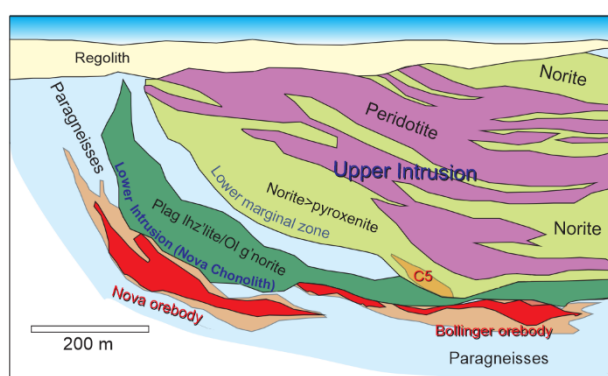 Regolith
Norite
Paragneisses
Peridotite
Upper Intrusion
Lower marginal zone
Norite>pyroxenite
Plag lhz'lite/Ol g'norite
Lower Intrusion (Nova Chonolith)
Norite
C5
Nova orebody
Bollinger orebody
200 m
Paragneisses